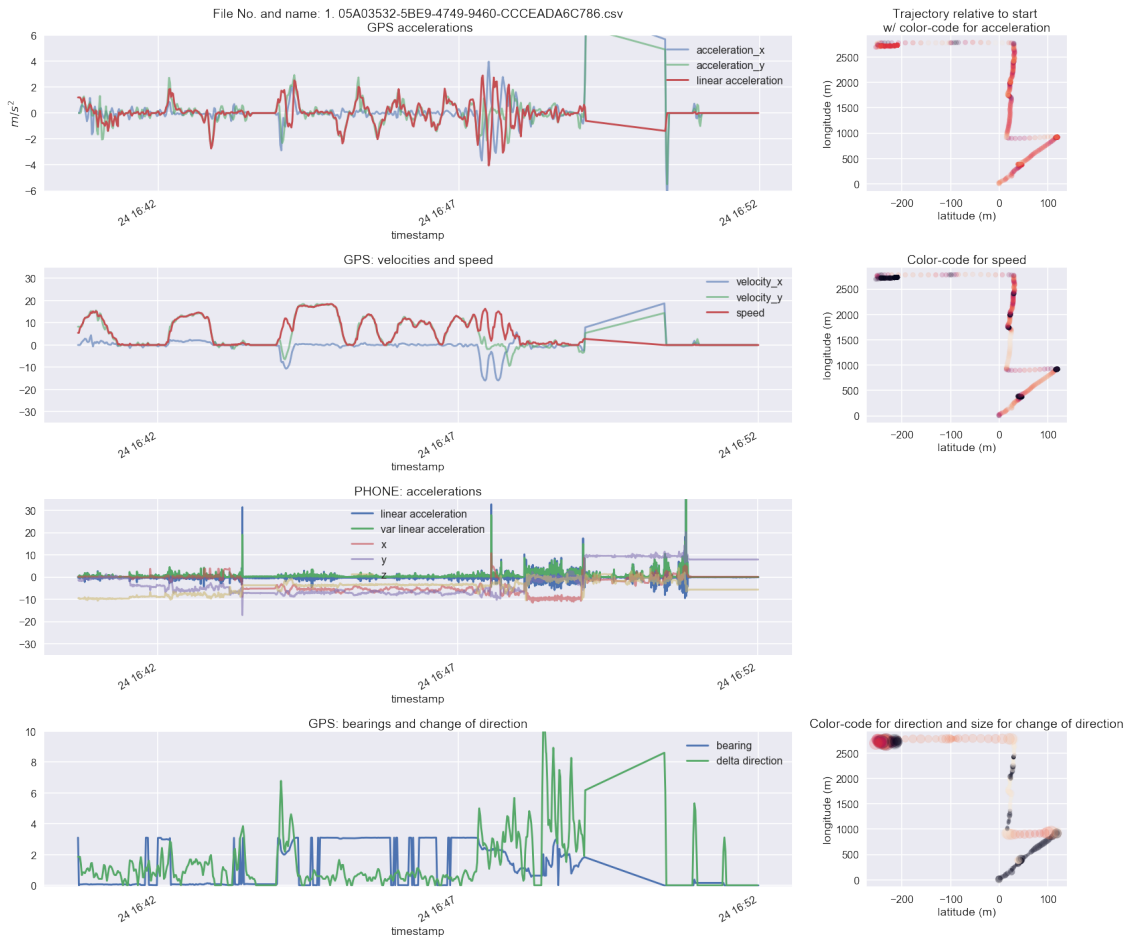 File No. and name: 1. 05A03532-5BE9-4749-9460-CCCEADA6C786.csv
GPS accelerations
6
4
2
0
−2
−4
−6
m/s²
acceleration_x
acceleration_y
linear acceleration
24 16:42
24 16:47
24 16:52
timestamp
Trajectory relative to start
w/ color-code for acceleration
2500
2000
1500
1000
500
0
longitude (m)
−200
−100
0
100
latitude (m)
GPS: velocities and speed
30
20
10
0
−10
−20
−30
velocity_x
velocity_y
speed
24 16:42
24 16:47
24 16:52
timestamp
Color-code for speed
2500
2000
1500
1000
500
0
longitude (m)
−200
−100
0
100
latitude (m)
PHONE: accelerations
30
20
10
0
−10
−20
−30
linear acceleration
var linear acceleration
x
y
z
24 16:42
24 16:47
24 16:52
timestamp
GPS: bearings and change of direction
10
8
6
4
2
0
bearing
delta direction
24 16:42
24 16:47
24 16:52
timestamp
Color-code for direction and size for change of direction
2500
2000
1500
1000
500
0
longitude (m)
−200
−100
0
100
latitude (m)